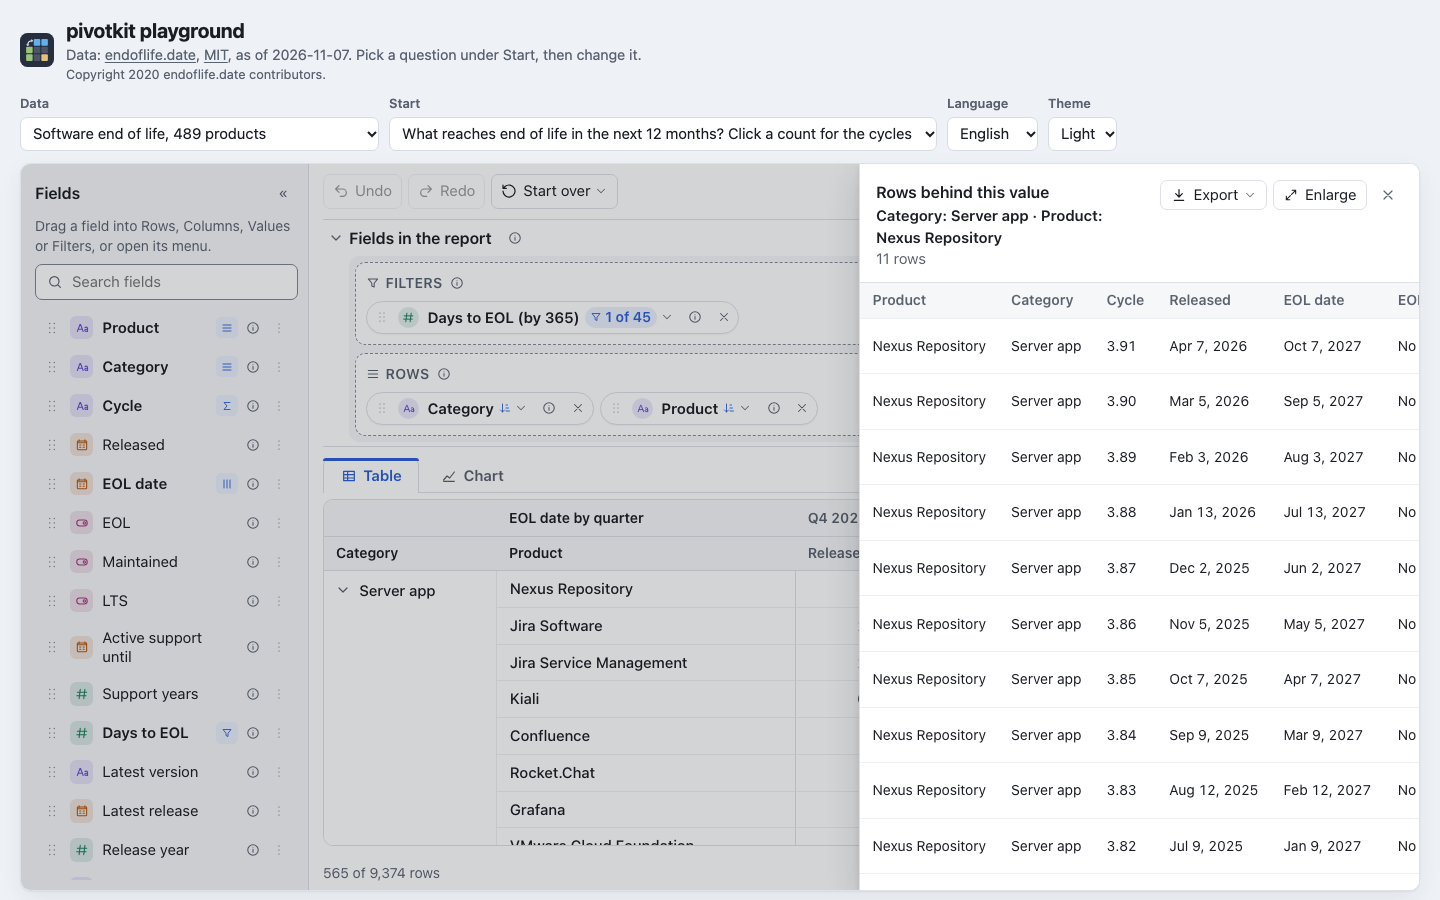 pivotkit playground
Data: endoflife.date, MIT, as of 2026-11-07. Pick a question under Start, then change it.
Copyright 2020 endoflife.date contributors.
Data
Start
Language
Theme
Software end of life, 489 products
What reaches end of life in the next 12 months? Click a count for the cycles
English
Light
Fields
«
Drag a field into Rows, Columns, Values
or Filters, or open its menu.
Search fields
Aa Product
Aa Category
Aa Cycle Σ
Released
EOL date
EOL
Maintained
LTS
Active support
until
# Support years
# Days to EOL
Aa Latest version
Latest release
# Release year
Undo
Redo
Start over
Fields in the report
FILTERS
# Days to EOL (by 365) 1 of 45
ROWS
Aa Category
Aa Product
Table
Chart
EOL date by quarter
Q4 202
Category
Product
Release
Server app
Nexus Repository
Jira Software
Jira Service Management
Kiali
Confluence
Rocket.Chat
Grafana
VMware Cloud Foundation
565 of 9,374 rows
Rows behind this value
Category: Server app · Product:
Nexus Repository
11 rows
Export
Enlarge
Product Category Cycle Released EOL date EOL
Nexus Repository Server app 3.91 Apr 7, 2026 Oct 7, 2027 No
Nexus Repository Server app 3.90 Mar 5, 2026 Sep 5, 2027 No
Nexus Repository Server app 3.89 Feb 3, 2026 Aug 3, 2027 No
Nexus Repository Server app 3.88 Jan 13, 2026 Jul 13, 2027 No
Nexus Repository Server app 3.87 Dec 2, 2025 Jun 2, 2027 No
Nexus Repository Server app 3.86 Nov 5, 2025 May 5, 2027 No
Nexus Repository Server app 3.85 Oct 7, 2025 Apr 7, 2027 No
Nexus Repository Server app 3.84 Sep 9, 2025 Mar 9, 2027 No
Nexus Repository Server app 3.83 Aug 12, 2025 Feb 12, 2027 No
Nexus Repository Server app 3.82 Jul 9, 2025 Jan 9, 2027 No